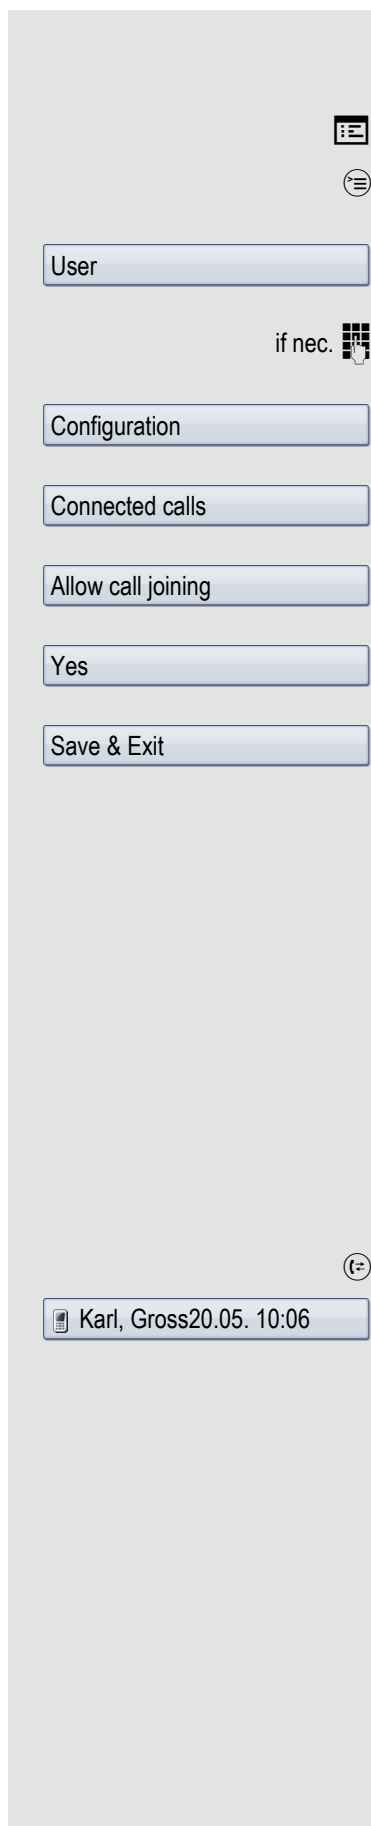 User
if nec.
Configuration
Connected calls
Allow call joining
Yes
Save & Exit
Karl, Gross20.05. 10:06